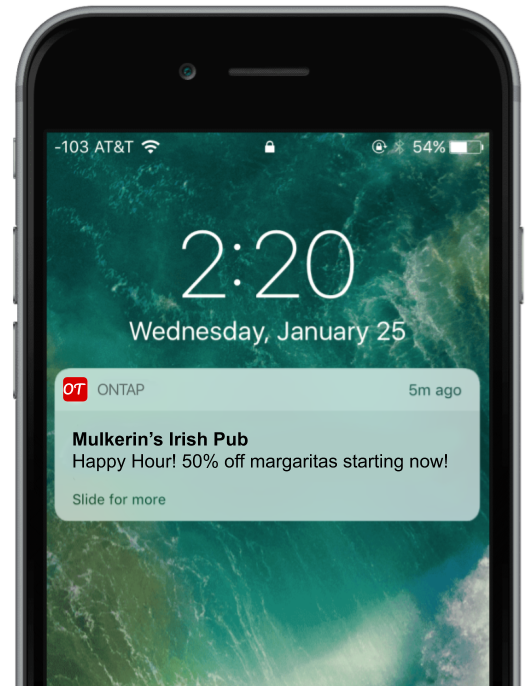 -103 AT&T 54%
2:20
Wednesday, January 25
OT ONTAP 5m ago
Mulkerin's Irish Pub
Happy Hour! 50% off margaritas starting now!
Slide for more